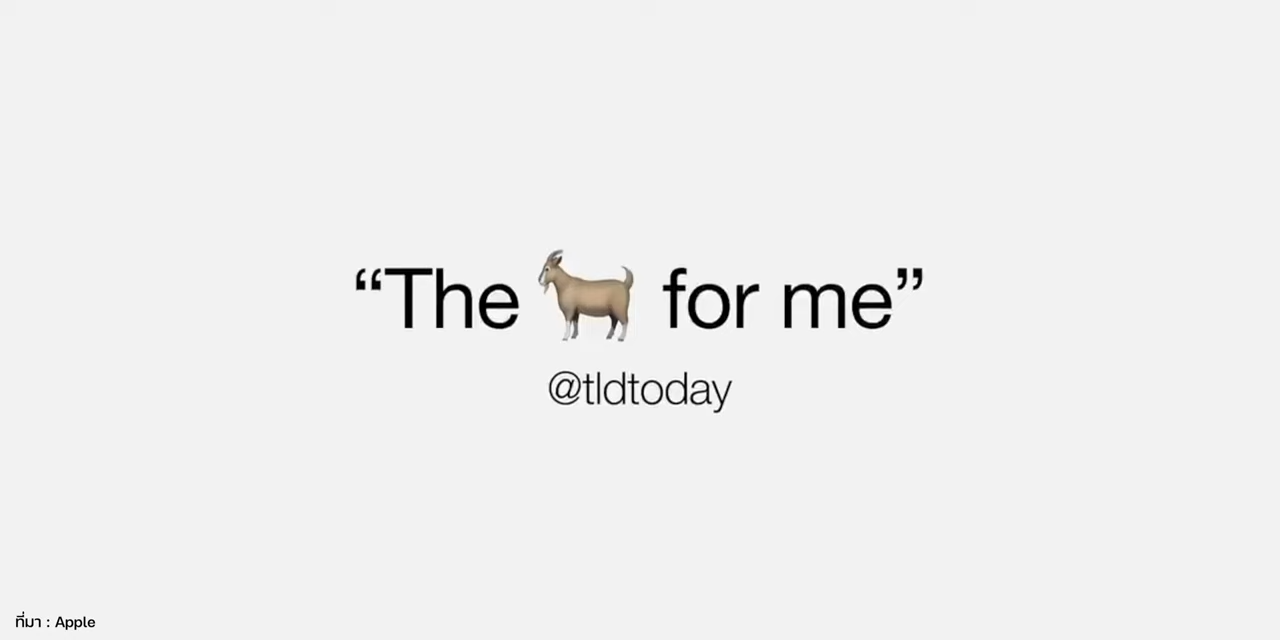 “The 🐐 for me”
@tldtoday
ที่มา : Apple